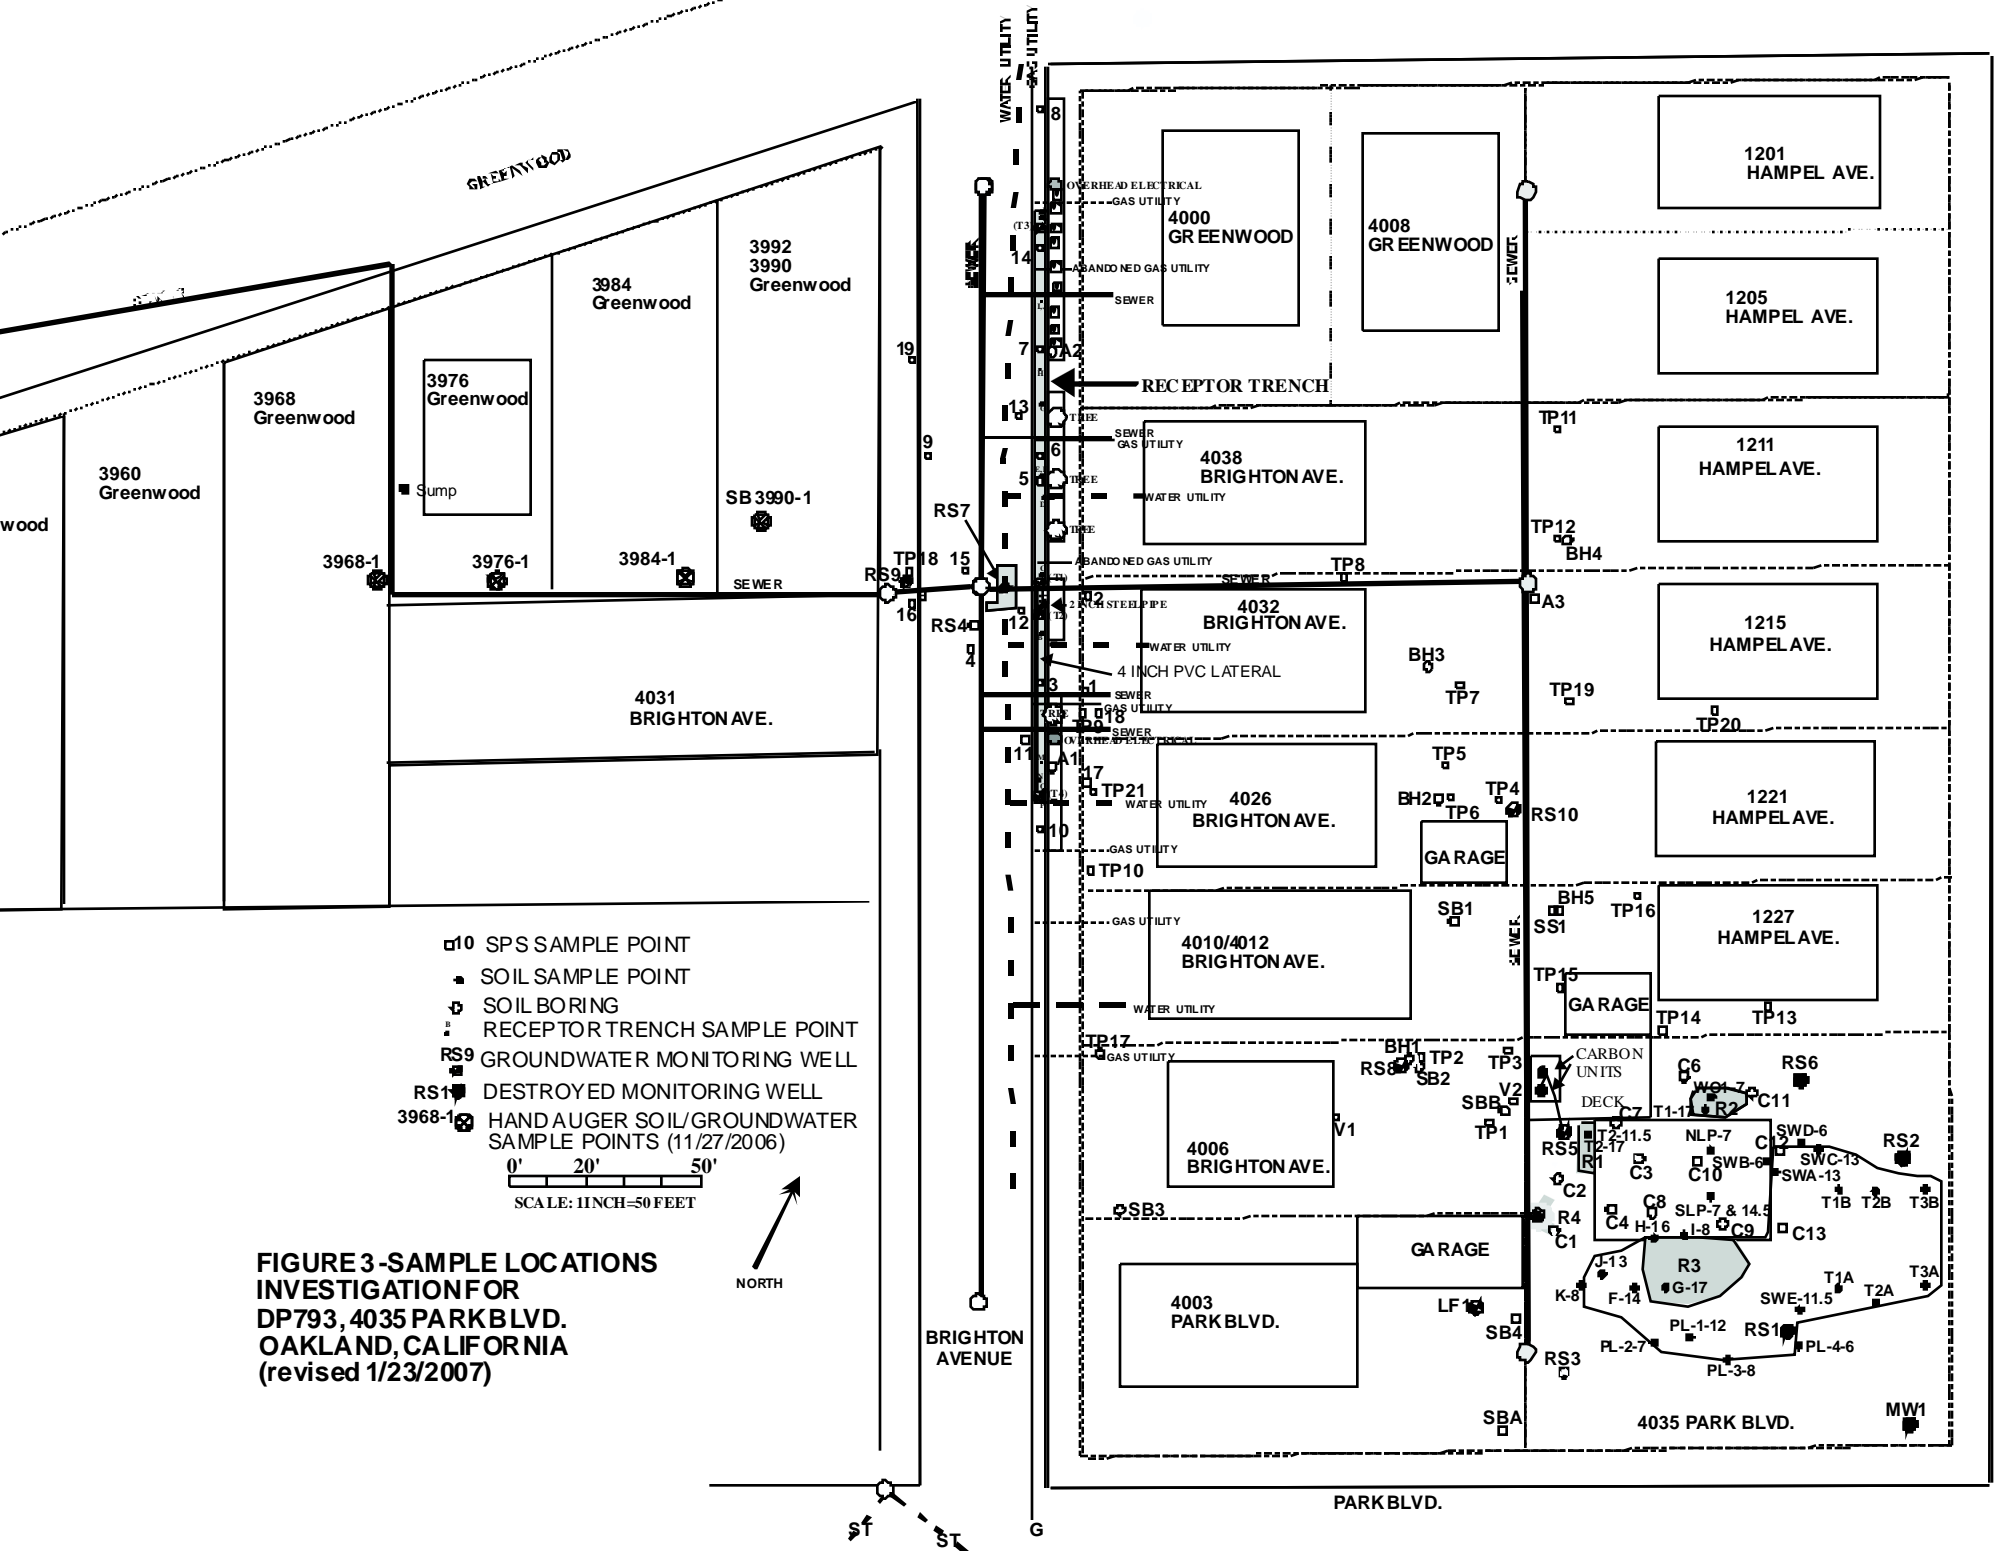 WATER UTILITY
GREENWOOD
8
OVERHEAD ELECTRICAL
GAS UTILITY
(T3)
14
ABANDONED GAS UTILITY
SEWER
SEWER
4000
GREENWOOD
4008
GREENWOOD
SEWER
1201
HAMPEL AVE.
1205
HAMPEL AVE.
3992
3990
Greenwood
3984
Greenwood
3976
Greenwood
3968
Greenwood
3960
Greenwood
wood
Sump
19
7
A2
RECEPTOR TRENCH
13
TREE
9
SEWER
GAS UTILITY
6
5
TREE
WATER UTILITY
TREE
4038
BRIGHTON AVE.
TP11
1211
HAMPEL AVE.
TP12
BH4
SB3990-1
RS7
3968-1
3976-1
3984-1
SEWER
TP18
15
RS9
16
ABANDONED GAS UTILITY
(T1)
SEWER
TP8
2
2 INCH STEEL PIPE
(T2)
12
RS4
4
WATER UTILITY
4 INCH PVC LATERAL
4032
BRIGHTON AVE.
A3
1215
HAMPEL AVE.
BH3
TP7
TP19
TP20
3
1
SEWER
GAS UTILITY
TREE
18
TP9
SEWER
OVERHEAD ELECTRICAL
11
A1
4031
BRIGHTON AVE.
17
TP21
(T4)
WATER UTILITY
10
4026
BRIGHTON AVE.
TP5
BH2
TP6
TP4
RS10
1221
HAMPEL AVE.
GARAGE
GAS UTILITY
TP10
SB1
BH5
SS1
TP16
GAS UTILITY
4010/4012
BRIGHTON AVE.
SEWER
1227
HAMPEL AVE.
TP15
GARAGE
WATER UTILITY
TP14
TP13
TP17
GAS UTILITY
BH1
TP2
RS8
SB2
TP3
V2
CARBON
UNITS
DECK
C6
RS6
WO1-7
C11
R2
T1-17
C7
SBB
TP1
V1
4006
BRIGHTON AVE.
RS5
T2-11.5
T2-17
R1
NLP-7
C12
SWD-6
RS2
C3
C10
SWB-6
SWC-13
SWA-13
C2
T1B
T2B
T3B
SB3
R4
C1
C4
C8
SLP-7 & 14.5
H-16
I-8
C9
C13
GARAGE
J-13
R3
K-8
F-14
G-17
T1A
T2A
T3A
SWE-11.5
LF1
SB4
PL-1-12
RS1
PL-2-7
PL-4-6
PL-3-8
4003
PARK BLVD.
RS3
SBA
4035 PARK BLVD.
MW1
10 SPS SAMPLE POINT
SOIL SAMPLE POINT
SOIL BORING
B RECEPTOR TRENCH SAMPLE POINT
RS9 GROUNDWATER MONITORING WELL
RS1 DESTROYED MONITORING WELL
3968-1 HAND AUGER SOIL/GROUNDWATER
SAMPLE POINTS (11/27/2006)
0' 20' 50'
SCALE: 1 INCH=50 FEET
NORTH
FIGURE 3 - SAMPLE LOCATIONS
INVESTIGATION FOR
DP793, 4035 PARK BLVD.
OAKLAND, CALIFORNIA
(revised 1/23/2007)
BRIGHTON
AVENUE
ST
ST
G
PARK BLVD.